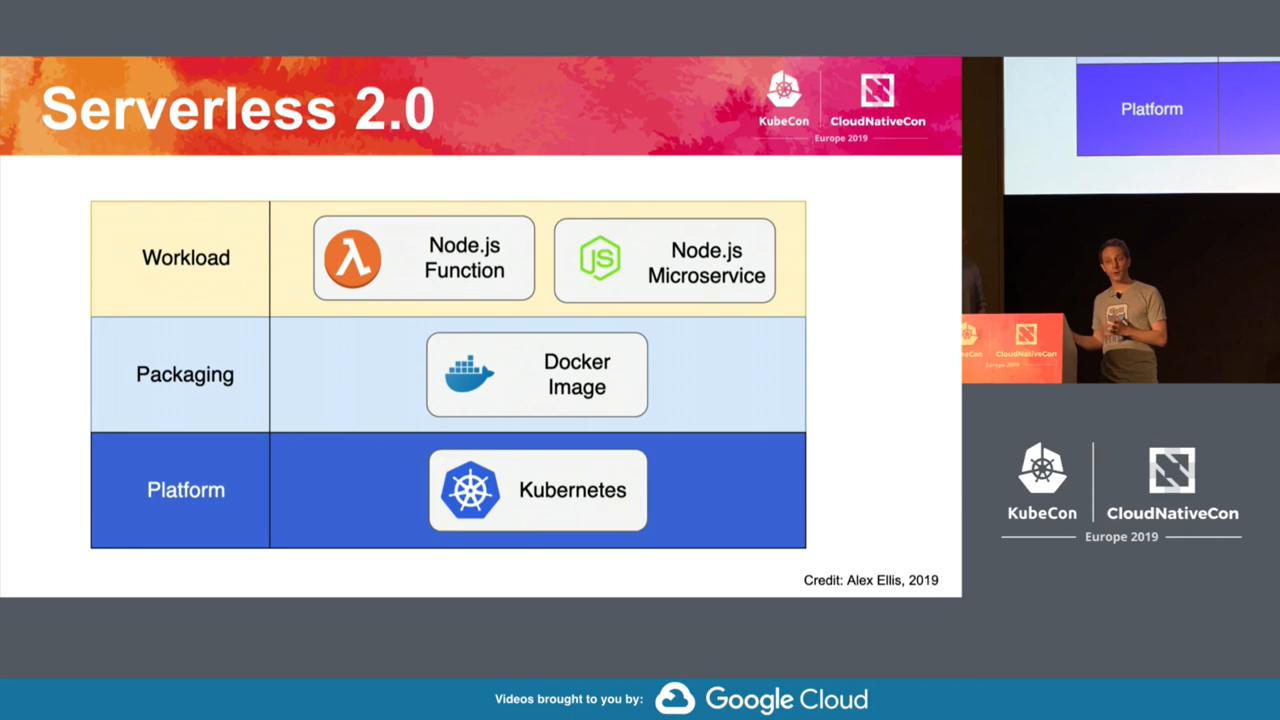 Serverless 2.0
KubeCon
CloudNativeCon
Europe 2019
Workload
Node.js
Function
JS
Node.js
Microservice
Packaging
Docker
Image
Platform
Kubernetes
Credit: Alex Ellis, 2019
Platform
CloudNativeCon
Europe 2019
KubeCon
CloudNativeCon
Europe 2019
Videos brought to you by:
Google Cloud